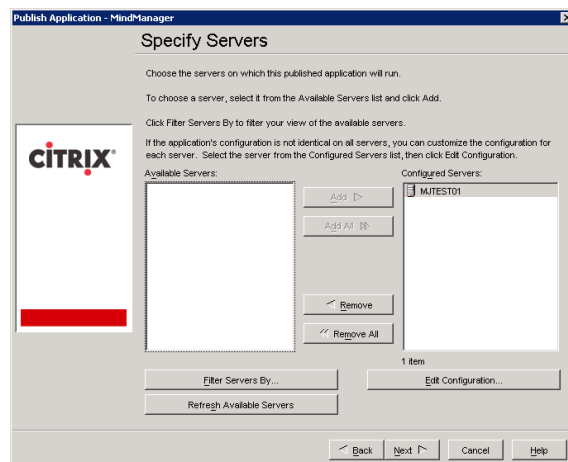 Publish Application - MindManager
Specify Servers
Choose the servers on which this published application will run.
To choose a server, select it from the Available Servers list and click Add.
Click Filter Servers By to filter your view of the available servers.
If the application's configuration is not identical on all servers, you can customize the configuration for
each server. Select the server from the Configured Servers list, then click Edit Configuration.
CITRIX
Available Servers:
Configured Servers:
MJTEST01
Add
Add All
Remove
Remove All
1 item
Filter Servers By...
Edit Configuration...
Refresh Available Servers
Back
Next
Cancel
Help